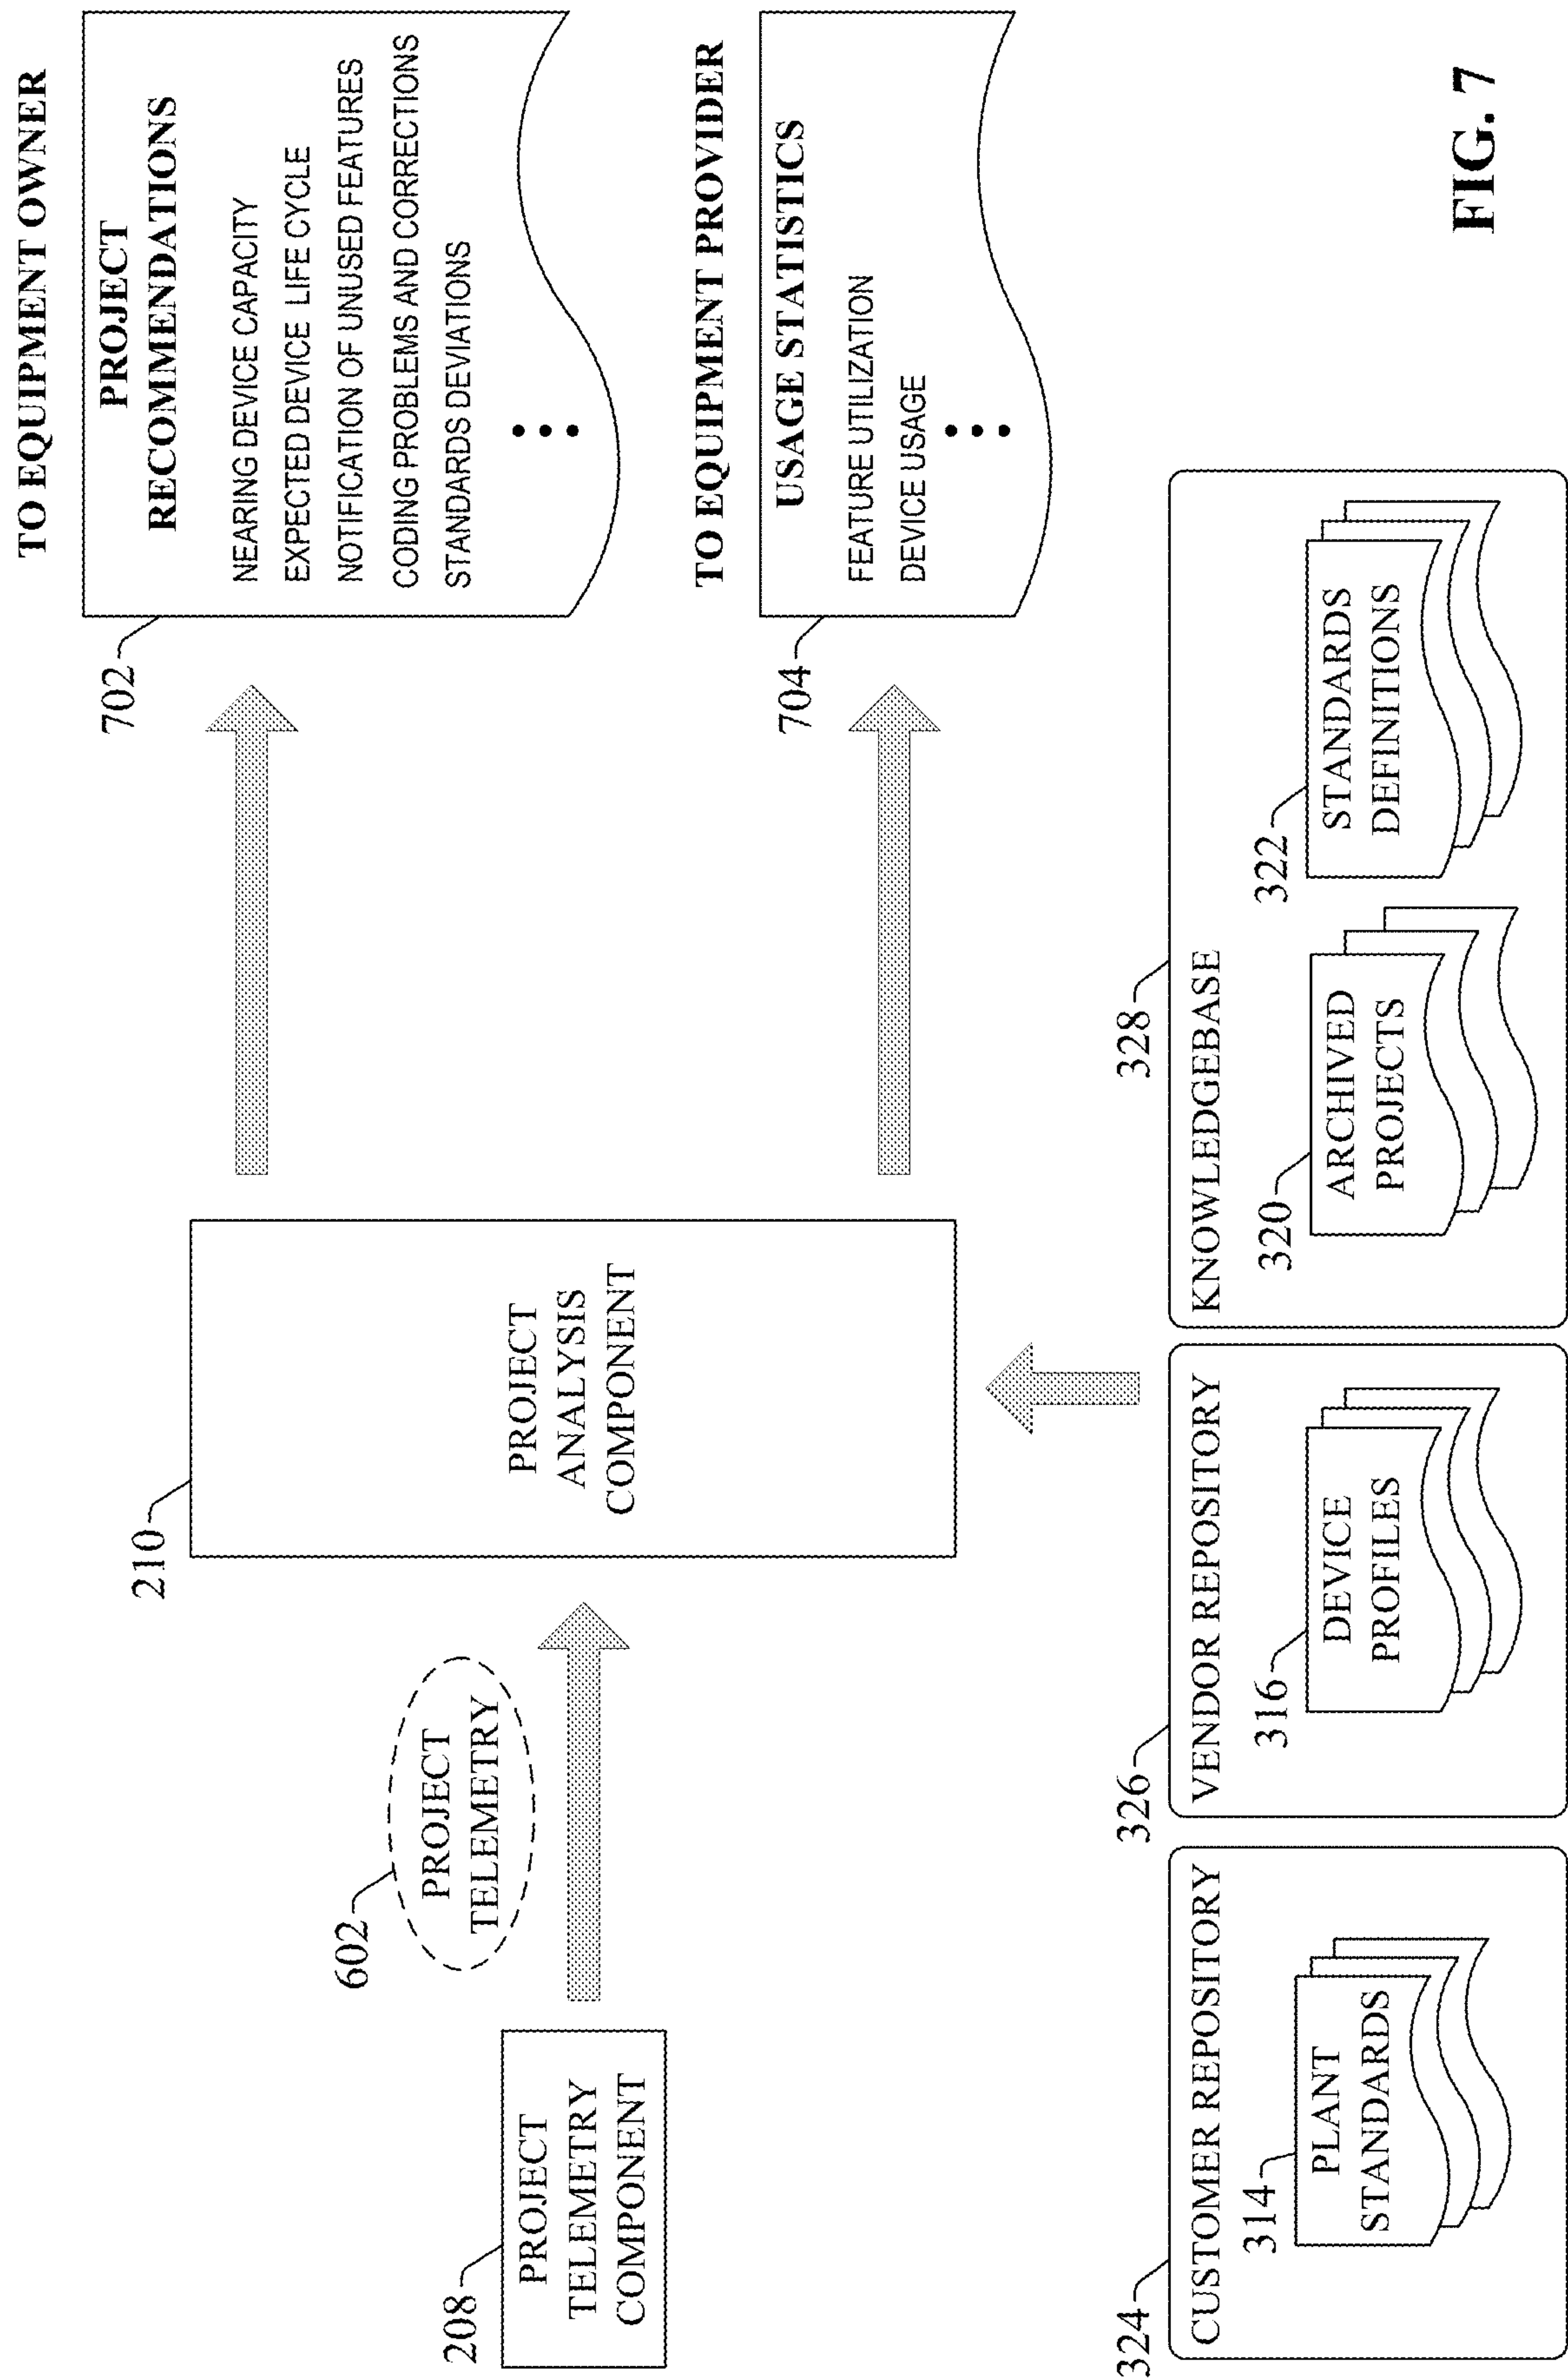 TO EQUIPMENT OWNER
702
PROJECT
RECOMMENDATIONS
NEARING DEVICE CAPACITY
EXPECTED DEVICE LIFE CYCLE
NOTIFICATION OF UNUSED FEATURES
CODING PROBLEMS AND CORRECTIONS
STANDARDS DEVIATIONS
210
PROJECT
ANALYSIS
COMPONENT
602
PROJECT
TELEMETRY
208
PROJECT
TELEMETRY
COMPONENT
TO EQUIPMENT PROVIDER
704
USAGE STATISTICS
FEATURE UTILIZATION
DEVICE USAGE
324
CUSTOMER REPOSITORY
314
PLANT
STANDARDS
326
VENDOR REPOSITORY
316
DEVICE
PROFILES
328
KNOWLEDGEBASE
320
ARCHIVED
PROJECTS
322
STANDARDS
DEFINITIONS
FIG. 7